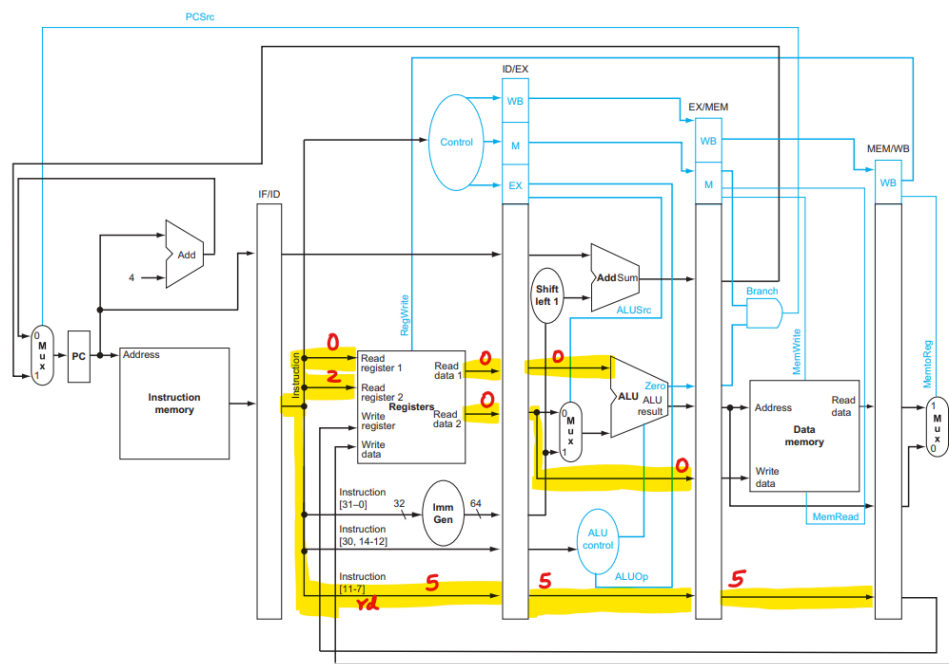 PCSrc
ID/EX
WB
EX/MEM
Control
M
WB
MEM/WB
EX
M
WB
IF/ID
Add
4
Shift
left 1
Add Sum
Branch
ALUSrc
RegWrite
MemWrite
MemtoReg
0
M
u
x
1
PC
Address
Instruction
memory
Instruction
0
Read
register 1
2
Read
register 2
Write
register
Write
data
Registers
Read
data 1
0
Read
data 2
0
0
0
M
u
x
1
ALU
Zero
ALU
result
0
Address
Read
data
Data
memory
Write
data
MemRead
1
M
u
x
0
Instruction
[31–0]
32
Imm
Gen
64
Instruction
[30, 14-12]
ALU
control
ALUOp
Instruction
[11-7]
rd
5
5
5